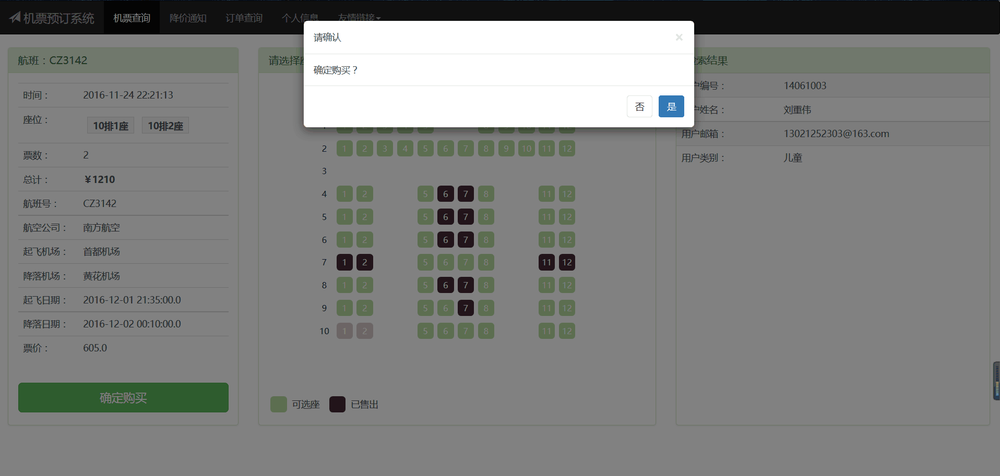 机票预订系统 机票查询 降价通知 订单查询 个人信息 友情链接
请确认 ×
确定购买？
否 是
航班：CZ3142
时间： 2016-11-24 22:21:13
座位： 10排1座 10排2座
票数： 2
总计： ¥1210
航班号： CZ3142
航空公司： 南方航空
起飞机场： 首都机场
降落机场： 黄花机场
起飞日期： 2016-12-01 21:35:00.0
降落日期： 2016-12-02 00:10:00.0
票价： 605.0
确定购买
请选择
2 1 2 3 4 5 6 7 8 9 10 11 12
3
4 1 2 5 6 7 8 11 12
5 1 2 5 6 7 8 11 12
6 1 2 5 6 7 8 11 12
7 1 2 5 6 7 8 11 12
8 1 2 5 6 7 8 11 12
9 1 2 5 6 7 8 11 12
10 1 2 5 6 7 8 11 12
可选座 已售出
索结果
户编号： 14061003
户姓名： 刘重伟
用户邮箱： 13021252303@163.com
用户类别： 儿童